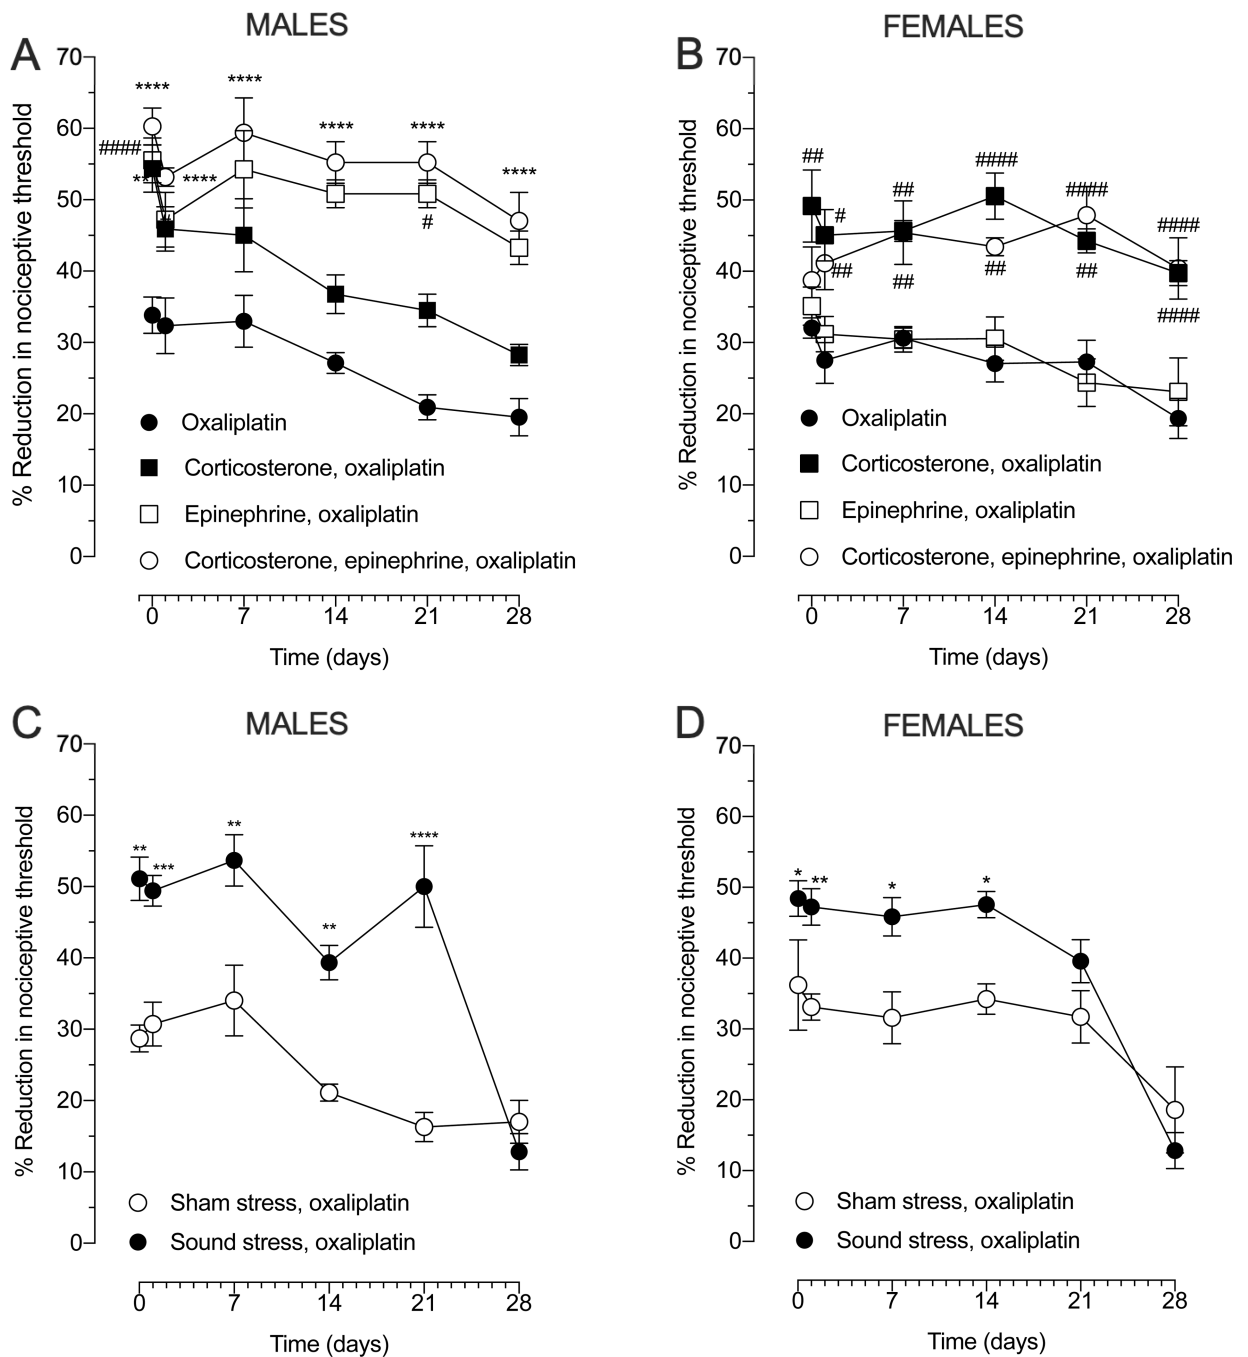 MALES
FEMALES
A
B
% Reduction in nociceptive threshold
70
60
50
40
30
20
10
0
****
####
****
****
****
****
#
****
Oxaliplatin
Corticosterone, oxaliplatin
Epinephrine, oxaliplatin
Corticosterone, epinephrine, oxaliplatin
0 7 14 21 28
Time (days)
% Reduction in nociceptive threshold
70
60
50
40
30
20
10
0
##
#
##
##
##
####
##
####
##
####
####
Oxaliplatin
Corticosterone, oxaliplatin
Epinephrine, oxaliplatin
Corticosterone, epinephrine, oxaliplatin
0 7 14 21 28
Time (days)
C
MALES
% Reduction in nociceptive threshold
70
60
50
40
30
20
10
0
**
***
**
**
****
Sham stress, oxaliplatin
Sound stress, oxaliplatin
0 7 14 21 28
Time (days)
D
FEMALES
% Reduction in nociceptive threshold
70
60
50
40
30
20
10
0
*
**
*
*
Sham stress, oxaliplatin
Sound stress, oxaliplatin
0 7 14 21 28
Time (days)